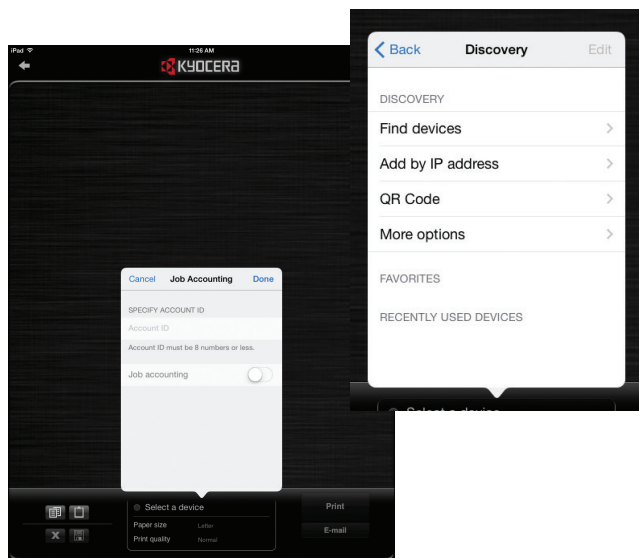 iPad
11:26 AM
KYOCERA
Cancel Job Accounting Done
SPECIFY ACCOUNT ID
Account ID
Account ID must be 8 numbers or less.
Job accounting
Select a device
Paper size Letter
Print quality Normal
Print
E-mail
Back Discovery Edit
DISCOVERY
Find devices
Add by IP address
QR Code
More options
FAVORITES
RECENTLY USED DEVICES
Select a device